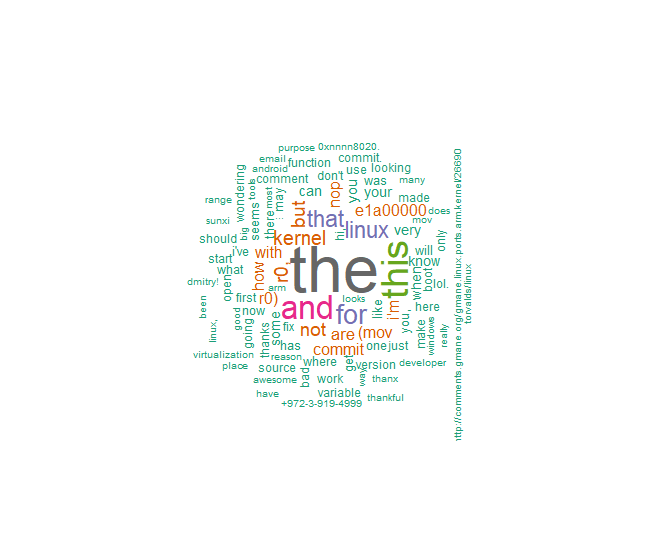 purpose 0xnnnn8020.
email function commit.
android don't use looking
comment can you was many
wondering tools most may nop your made
range seems there : but that linux e1a00000 does
sunxi big hi mov
should kernel very only
i've with the this will know
start what how r0, when boot
dmitry! open r0) arm and for looks like i'm lol.
been first here
linux, good now some not are (mov you, make windows really
going thanks fix commit one just
virtualization has where get version developer
place reason source way
awesome bad work thanx
have variable thankful
+972-3-919-4999
http://comments.gmane.org/gmane.linux.ports.arm.kernel/26690
torvalds/linux